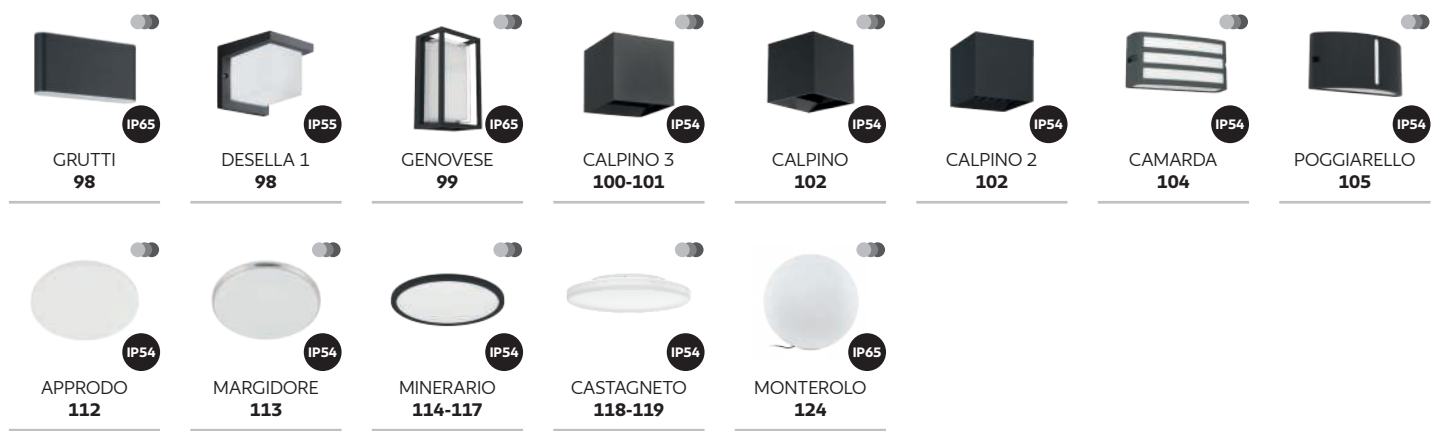 IP65
GRUTTI
98
IP55
DESELLA 1
98
IP65
GENOVESE
99
IP54
CALPINO 3
100-101
IP54
CALPINO
102
IP54
CALPINO 2
102
IP54
CAMARDA
104
IP54
POGGIARELLO
105
IP54
APPRODO
112
IP54
MARGIDORE
113
IP54
MINERARIO
114-117
IP54
CASTAGNETO
118-119
IP65
MONTEROLO
124